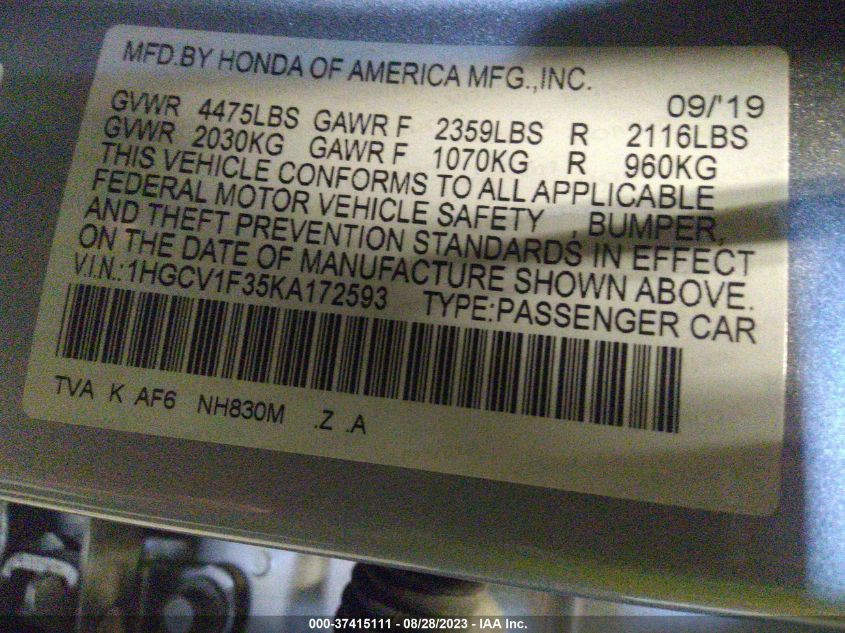 MFD.BY HONDA OF AMERICA MFG.,INC.
09/'19
GVWR 4475LBS GAWR F 2359LBS R 2116LBS
GVWR 2030KG GAWR F 1070KG R 960KG
THIS VEHICLE CONFORMS TO ALL APPLICABLE
FEDERAL MOTOR VEHICLE SAFETY , BUMPER,
AND THEFT PREVENTION STANDARDS IN EFFECT
ON THE DATE OF MANUFACTURE SHOWN ABOVE.
V.I.N.:1HGCV1F35KA172593 TYPE:PASSENGER CAR
TVA K AF6 NH830M .Z .A
000-37415111 - 08/28/2023 - IAA Inc.